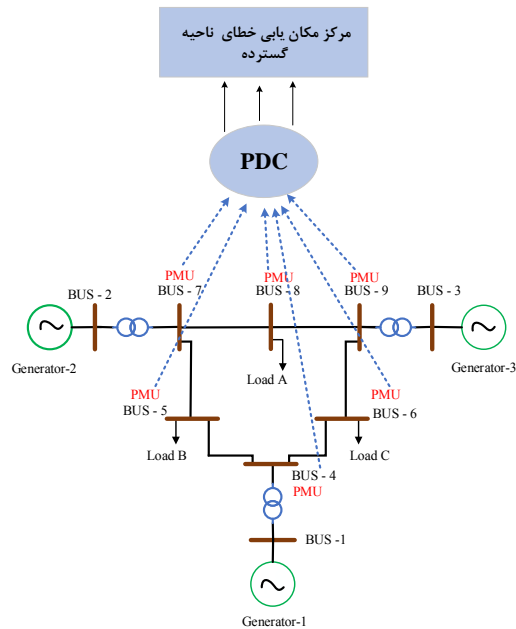 مرکز مکان یابی خطای ناحیه
گسترده
PDC
PMU
BUS - 7
PMU
BUS - 8
PMU
BUS - 9
BUS - 2
BUS - 3
Generator-2
Generator-3
Load A
PMU
BUS - 5
PMU
BUS - 6
Load B
Load C
BUS - 4
PMU
BUS -1
Generator-1